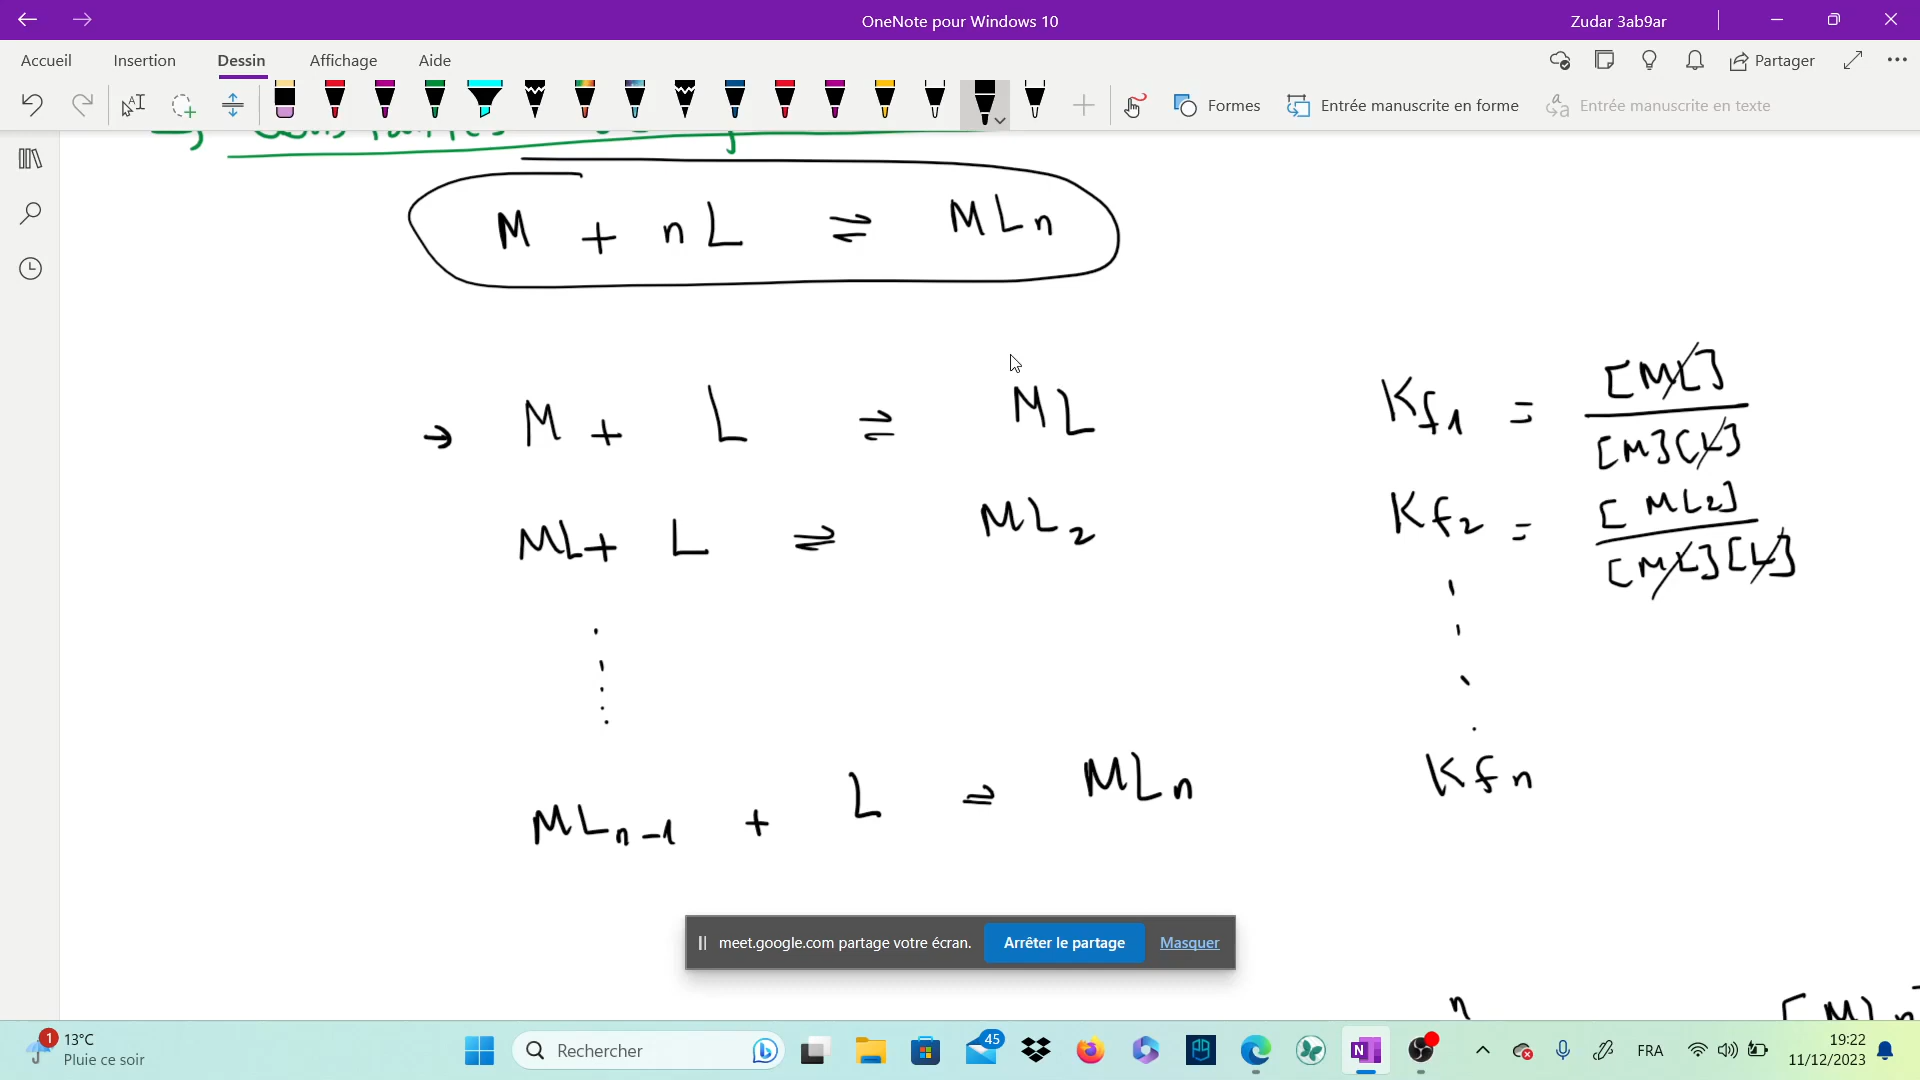 OneNote pour Windows 10
Zudar 3ab9ar
Accueil Insertion Dessin Affichage Aide
Partager
Formes Entrée manuscrite en forme Entrée manuscrite en texte
M + nL ⇌ MLn
→ M + L ⇌ ML Kf1 = [ML] / [M][L]
ML + L ⇌ ML2 Kf2 = [ML2] / [ML][L]
MLn-1 + L ⇌ MLn Kfn
meet.google.com partage votre écran. Arrêter le partage Masquer
n
1 13°C
Pluie ce soir
Rechercher
45
FRA
19:22
11/12/2023